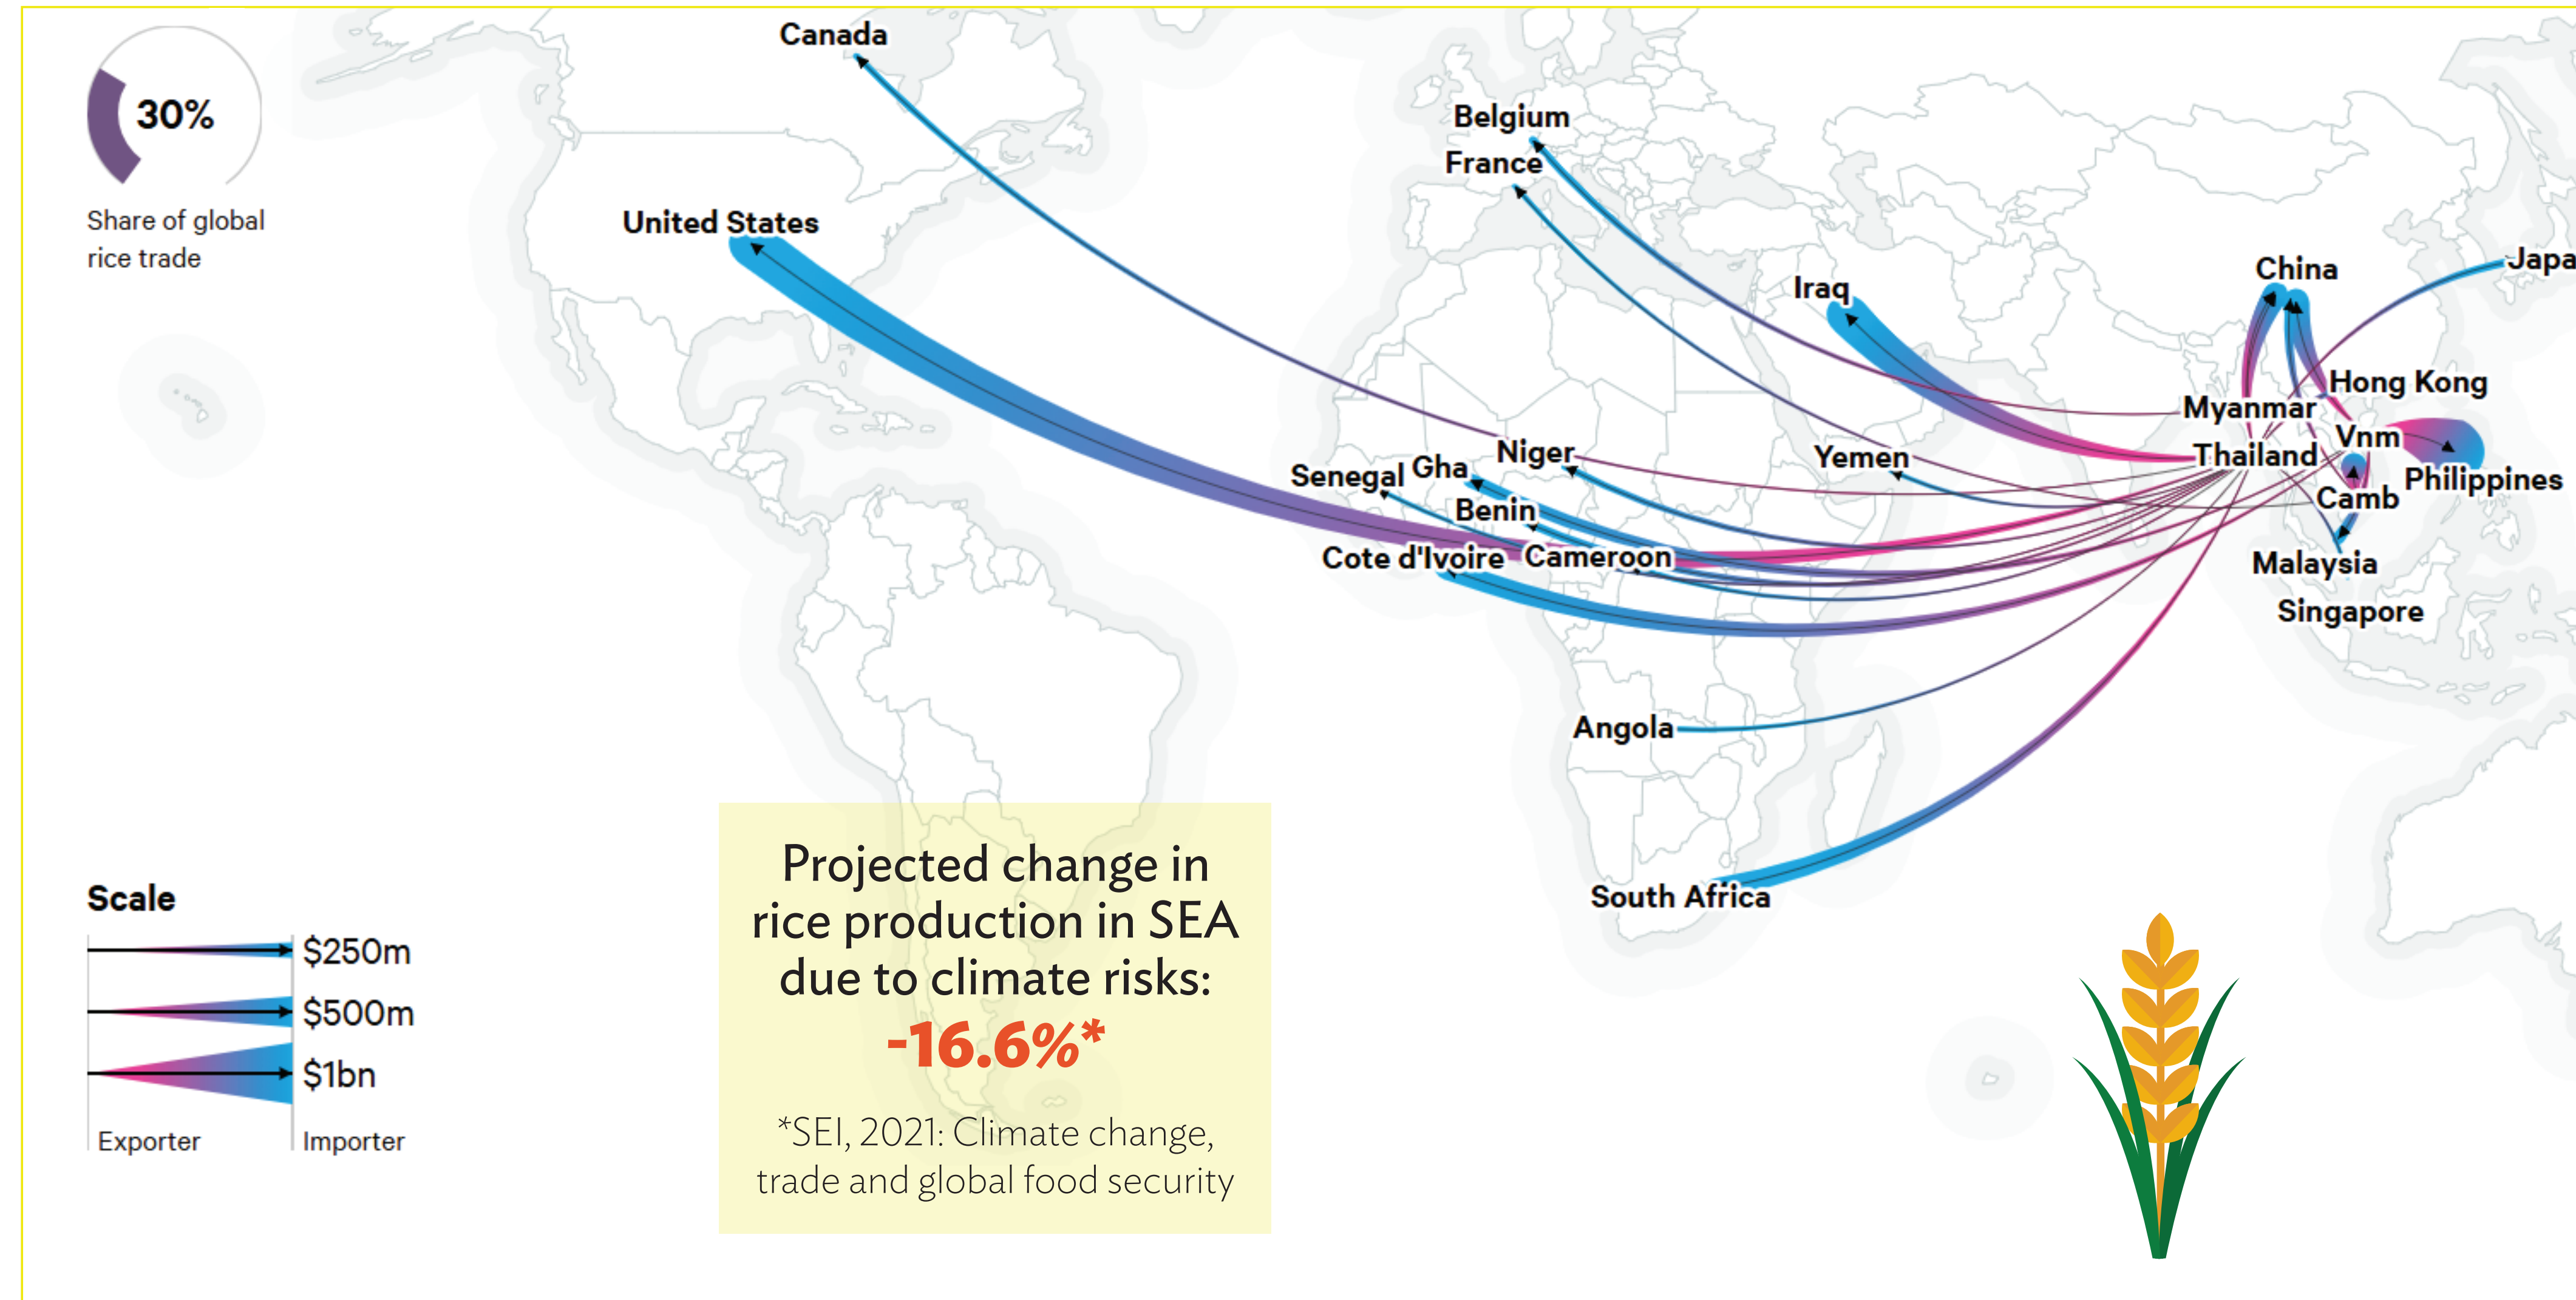 Canada
30%
Share of global
rice trade
Belgium
France
United States
China
Japa
Iraq
Hong Kong
Myanmar
Vnm
Thailand
Niger
Yemen
Senegal
Gha
Philippines
Camb
Benin
Cote d'Ivoire
Cameroon
Malaysia
Singapore
Angola
South Africa
Scale
$250m
$500m
$1bn
Exporter
Importer
Projected change in
rice production in SEA
due to climate risks:
-16.6%*
*SEI, 2021: Climate change,
trade and global food security